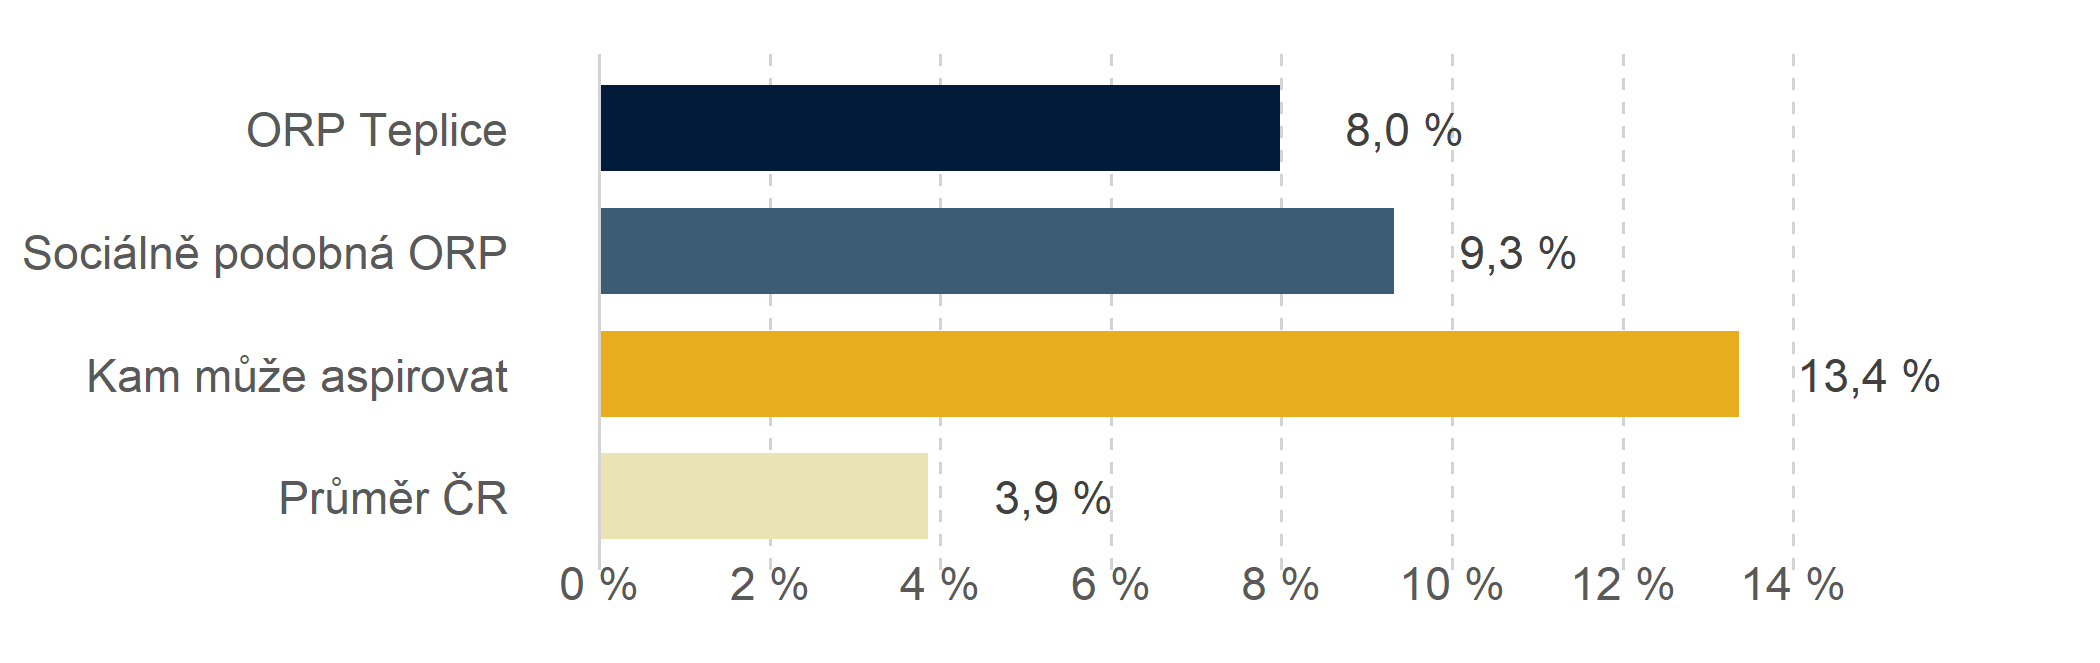 ORP Teplice 8,0 %
Sociálně podobná ORP 9,3 %
Kam může aspirovat 13,4 %
Průměr ČR 3,9 %
0 % 2 % 4 % 6 % 8 % 10 % 12 % 14 %